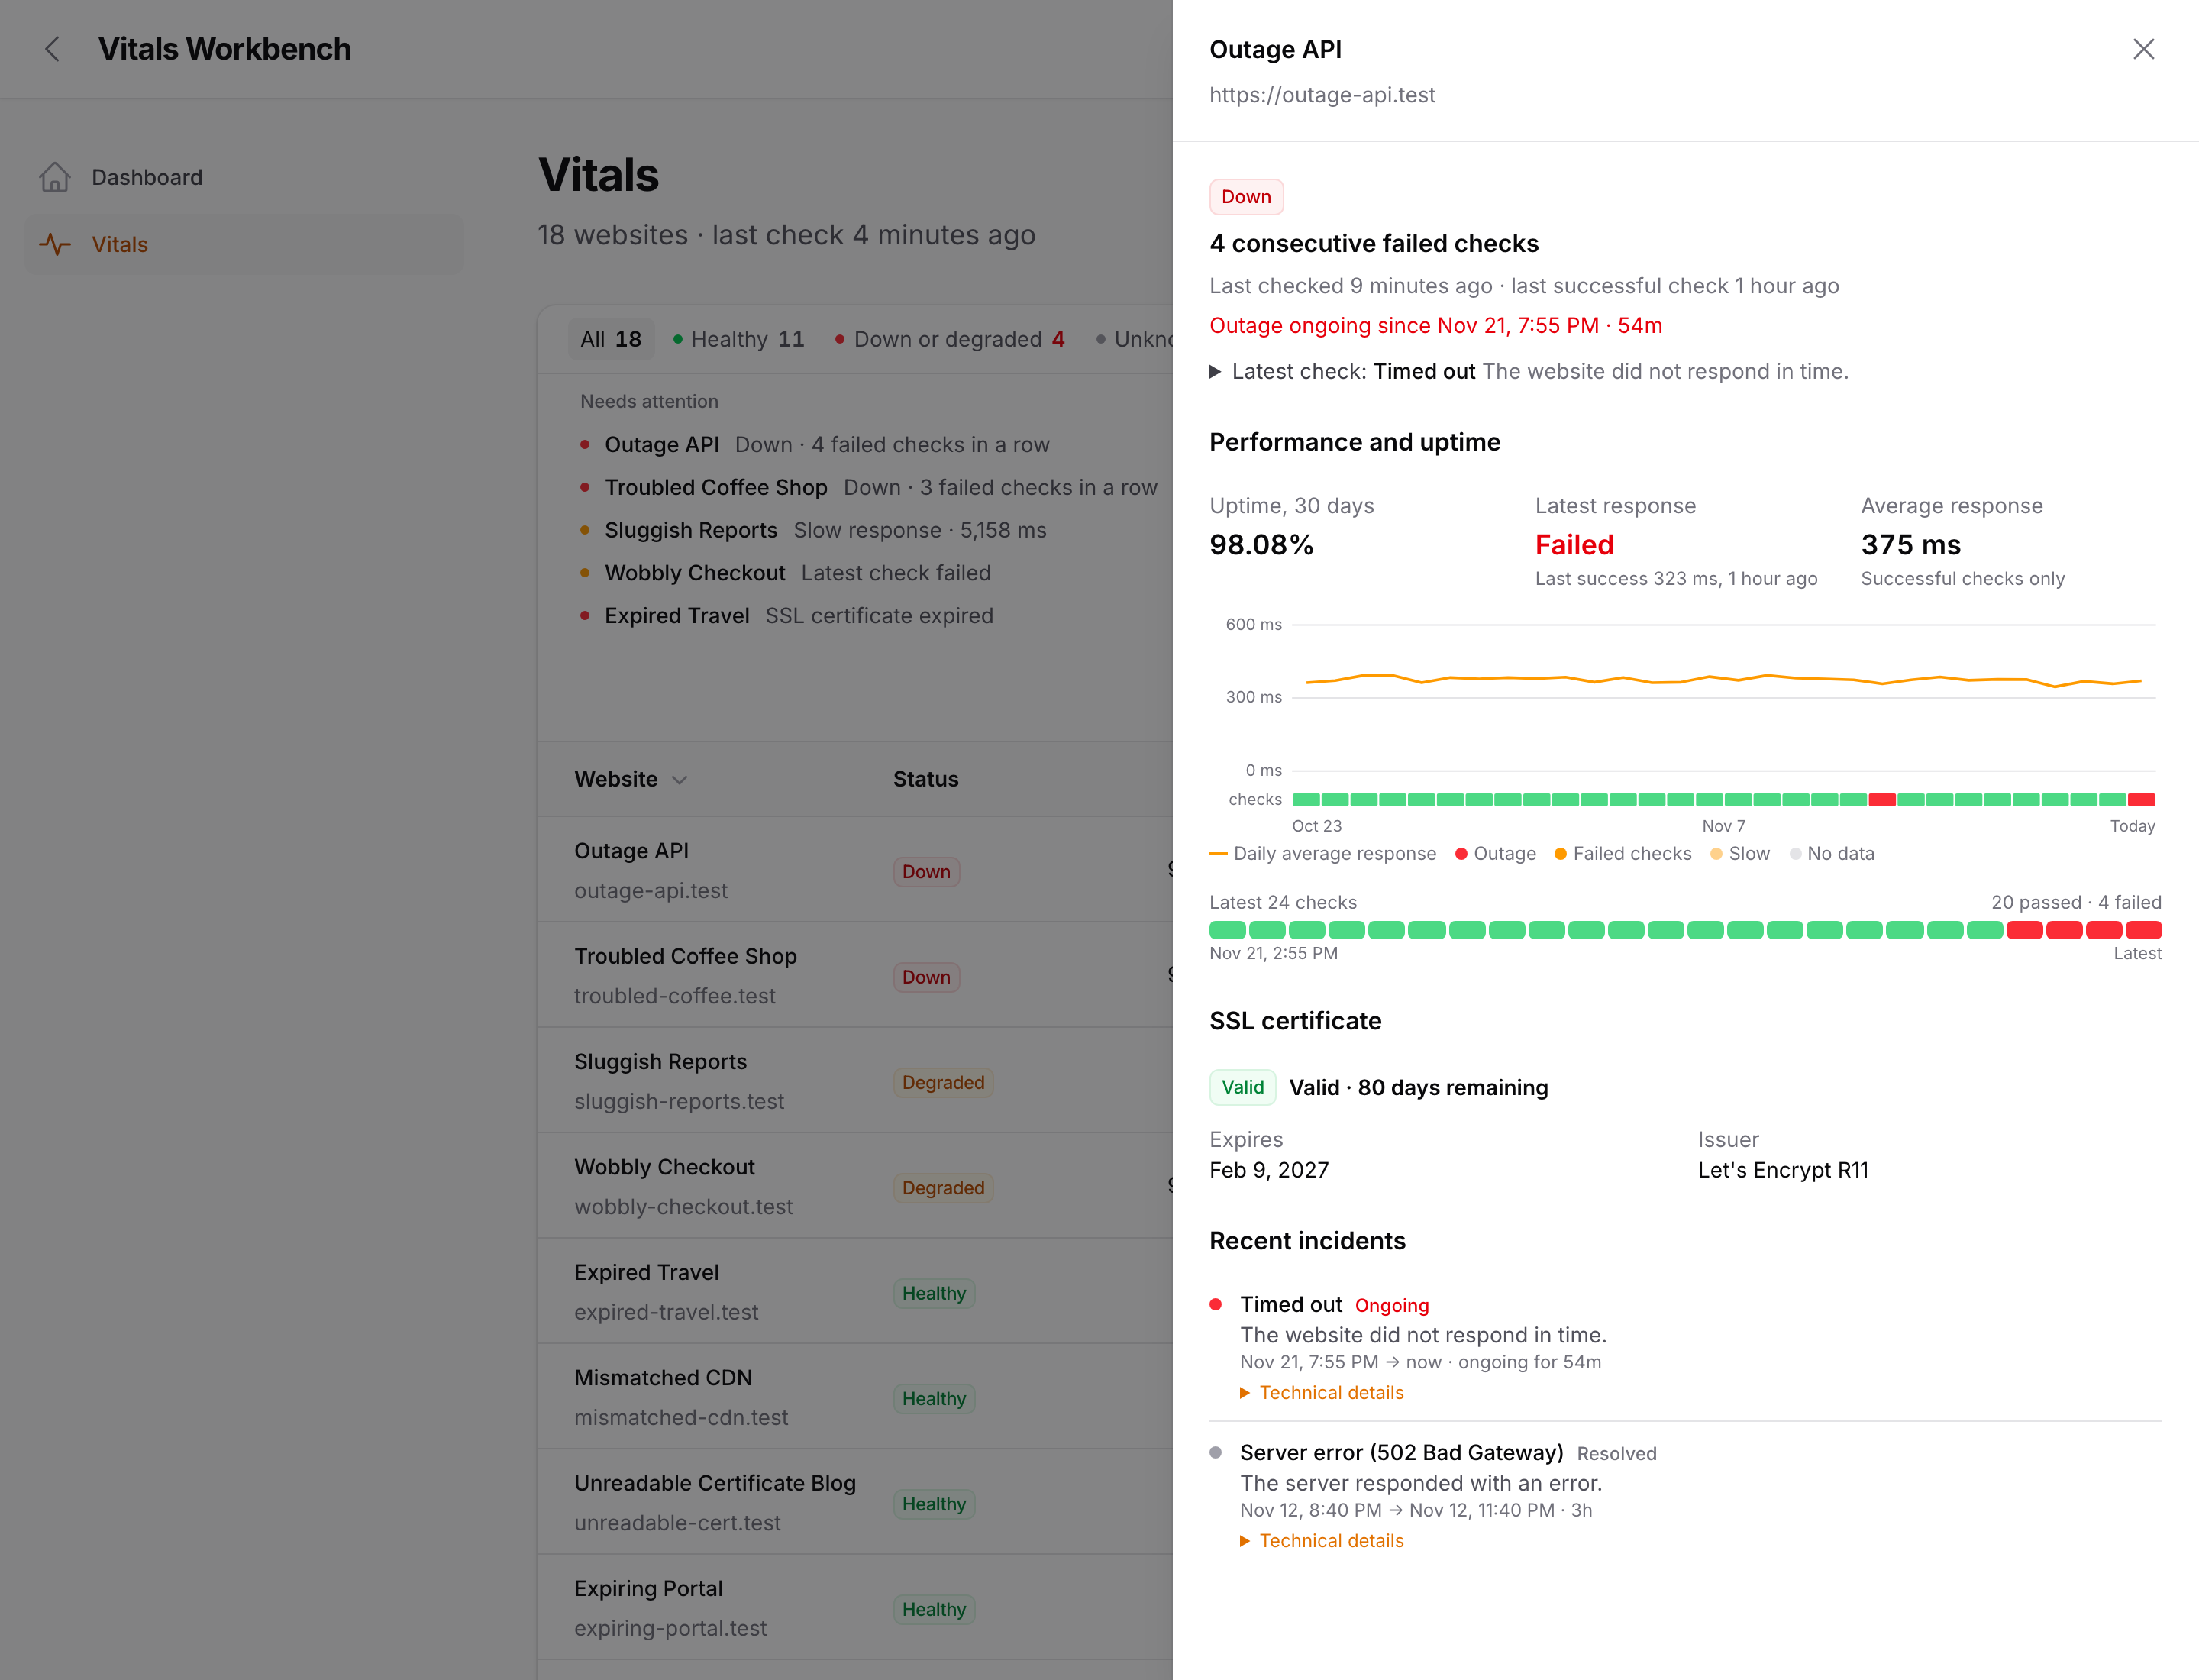 Vitals Workbench
Dashboard
Vitals
Vitals
18 websites · last check 4 minutes ago
All 18 Healthy 11 Down or degraded 4
Needs attention
Outage API Down · 4 failed checks in a row
Troubled Coffee Shop Down · 3 failed checks in a row
Sluggish Reports Slow response · 5,158 ms
Wobbly Checkout Latest check failed
Expired Travel SSL certificate expired
Website Status
Outage API
outage-api.test
Down
Troubled Coffee Shop
troubled-coffee.test
Down
Sluggish Reports
sluggish-reports.test
Degraded
Wobbly Checkout
wobbly-checkout.test
Degraded
Expired Travel
expired-travel.test
Healthy
Mismatched CDN
mismatched-cdn.test
Healthy
Unreadable Certificate Blog
unreadable-cert.test
Healthy
Expiring Portal
expiring-portal.test
Healthy
Outage API
https://outage-api.test
Down
4 consecutive failed checks
Last checked 9 minutes ago · last successful check 1 hour ago
Outage ongoing since Nov 21, 7:55 PM · 54m
Latest check: Timed out The website did not respond in time.
Performance and uptime
Uptime, 30 days
98.08%
Latest response
Failed
Last success 323 ms, 1 hour ago
Average response
375 ms
Successful checks only
600 ms
300 ms
0 ms
checks
Oct 23 Nov 7 Today
Daily average response Outage Failed checks Slow No data
Latest 24 checks 20 passed · 4 failed
Nov 21, 2:55 PM Latest
SSL certificate
Valid Valid · 80 days remaining
Expires
Feb 9, 2027
Issuer
Let's Encrypt R11
Recent incidents
Timed out Ongoing
The website did not respond in time.
Nov 21, 7:55 PM → now · ongoing for 54m
Technical details
Server error (502 Bad Gateway) Resolved
The server responded with an error.
Nov 12, 8:40 PM → Nov 12, 11:40 PM · 3h
Technical details